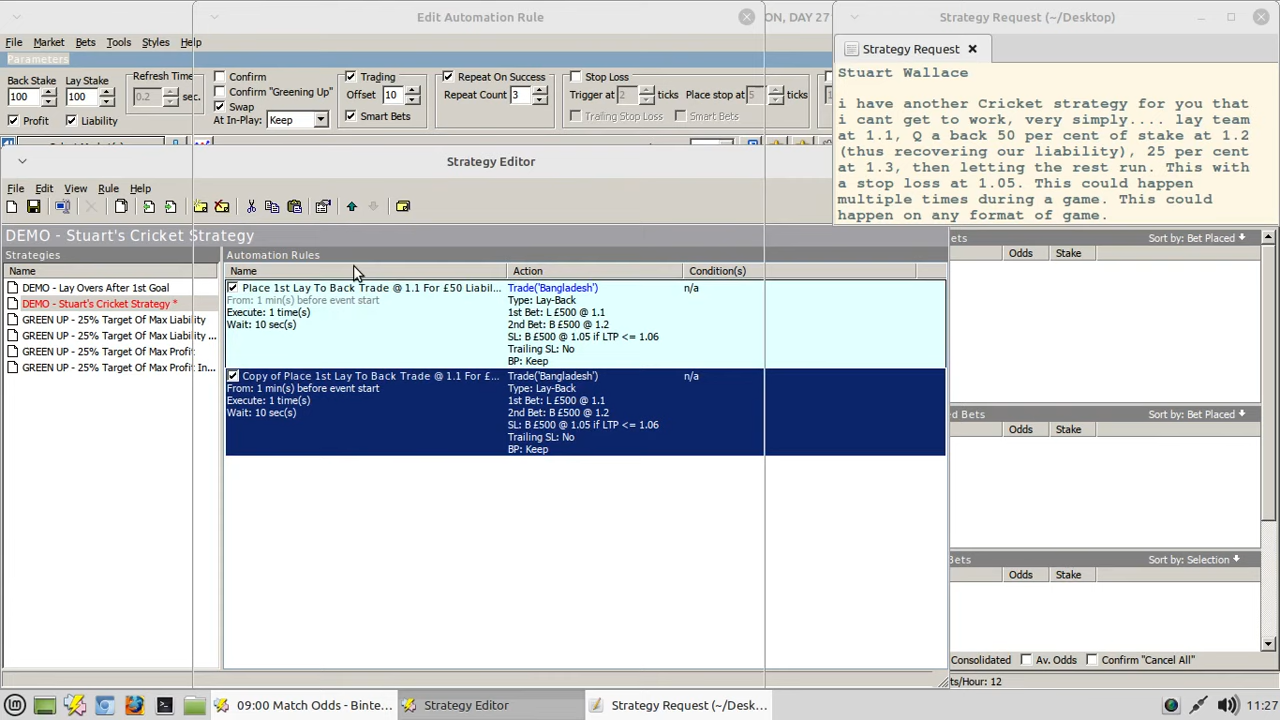 Edit Automation Rule
ON, DAY 27
Strategy Request (~/Desktop)
File Market Bets Tools Styles Help
Strategy Request
Parameters
Stuart Wallace
Back Stake
Lay Stake
Refresh Time
Confirm
Trading
Repeat On Success
Stop Loss
100
100
0.2 sec.
Confirm "Greening Up"
Offset 10
Repeat Count 3
Trigger at 2 ticks Place stop at 5 ticks
Profit
Liability
Swap
At In-Play: Keep
Smart Bets
Trailing Stop Loss
Smart Bets
i have another Cricket strategy for you that
i cant get to work, very simply.... lay team
at 1.1, Q a back 50 per cent of stake at 1.2
(thus recovering our liability), 25 per cent
at 1.3, then letting the rest run. This with
a stop loss at 1.05. This could happen
multiple times during a game. This could
happen on any format of game.
Strategy Editor
File Edit View Rule Help
DEMO - Stuart's Cricket Strategy
Strategies
Automation Rules
Name
Name Action Condition(s)
DEMO - Lay Overs After 1st Goal
DEMO - Stuart's Cricket Strategy *
GREEN UP - 25% Target Of Max Liability
GREEN UP - 25% Target Of Max Liability ...
GREEN UP - 25% Target Of Max Profit
GREEN UP - 25% Target Of Max Profit In...
Place 1st Lay To Back Trade @ 1.1 For £50 Liabil... Trade('Bangladesh') n/a
From: 1 min(s) before event start Type: Lay-Back
Execute: 1 time(s) 1st Bet: L £500 @ 1.1
Wait: 10 sec(s) 2nd Bet: B £500 @ 1.2
SL: B £500 @ 1.05 if LTP <= 1.06
Trailing SL: No
BP: Keep
Copy of Place 1st Lay To Back Trade @ 1.1 For £... Trade('Bangladesh') n/a
From: 1 min(s) before event start Type: Lay-Back
Execute: 1 time(s) 1st Bet: L £500 @ 1.1
Wait: 10 sec(s) 2nd Bet: B £500 @ 1.2
SL: B £500 @ 1.05 if LTP <= 1.06
Trailing SL: No
BP: Keep
ets Sort by: Bet Placed
Odds Stake
d Bets Sort by: Bet Placed
Odds Stake
Bets Sort by: Selection
Odds Stake
Consolidated Av. Odds Confirm "Cancel All"
ts/Hour: 12
09:00 Match Odds - Binte...
Strategy Editor
Strategy Request (~/Desk...
11:27